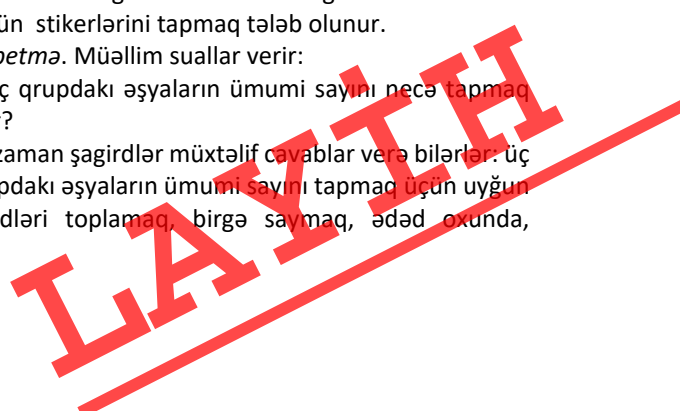 ün stikerlərini tapmaq tələb olunur.
betmə. Müəllim suallar verir:
ç qrupdakı əşyaların ümumi sayını necə tapmaq
?
zaman şagirdlər müxtəlif cavablar verə bilərlər: üç
pdakı əşyaların ümumi sayını tapmaq üçün uyğun
dləri toplamaq, birgə saymaq, ədəd oxunda,
LAYİH